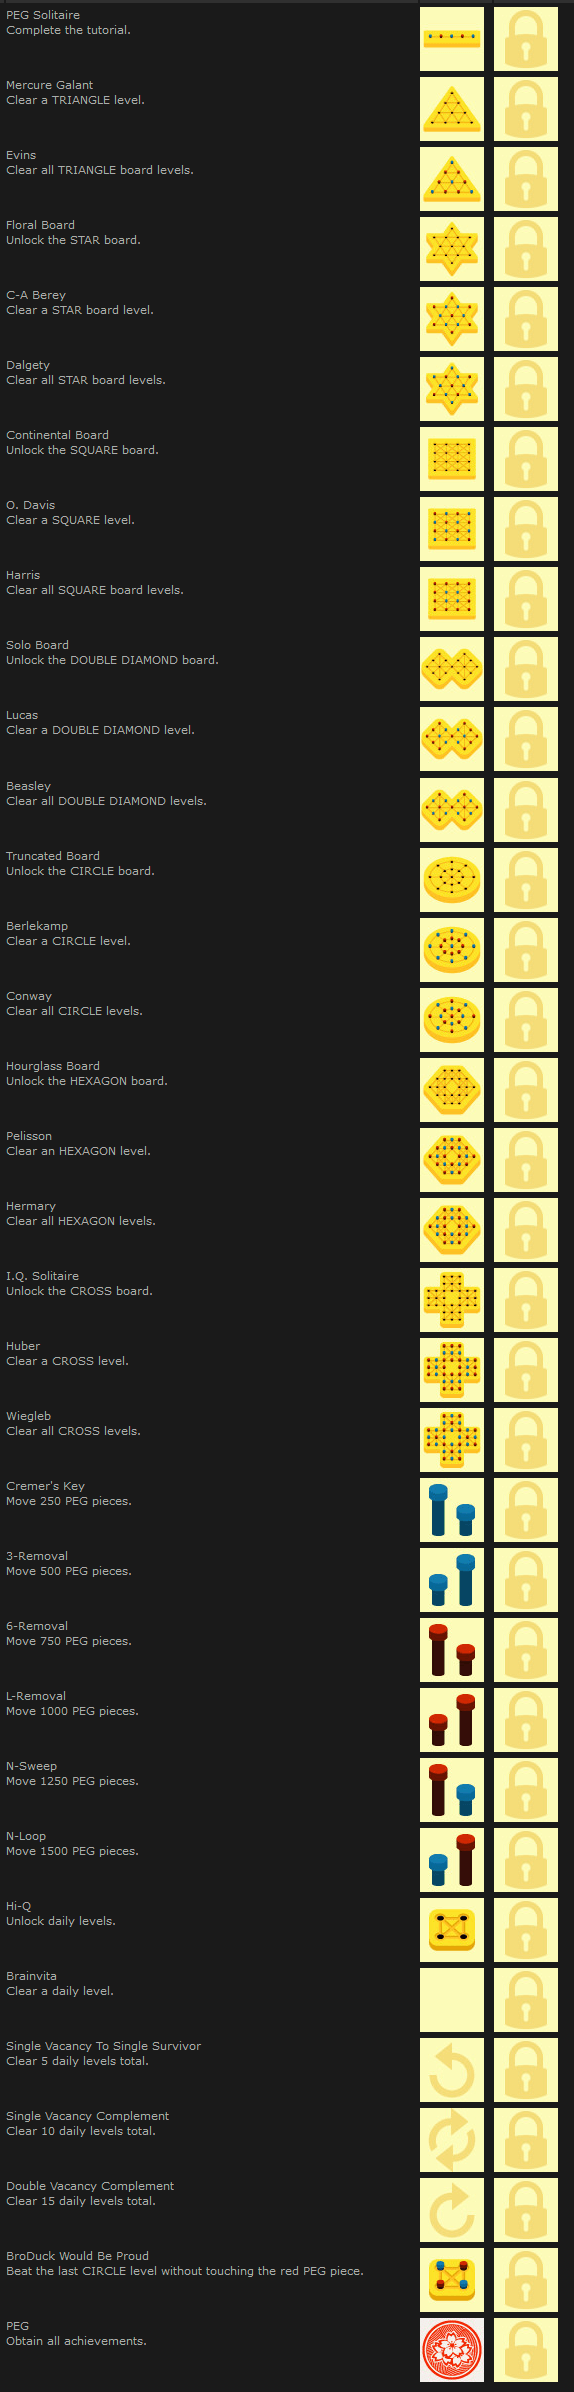 PEG Solitaire
Complete the tutorial.
Mercure Galant
Clear a TRIANGLE level.
Evins
Clear all TRIANGLE board levels.
Floral Board
Unlock the STAR board.
C-A Berey
Clear a STAR board level.
Dalgety
Clear all STAR board levels.
Continental Board
Unlock the SQUARE board.
O. Davis
Clear a SQUARE level.
Harris
Clear all SQUARE board levels.
Solo Board
Unlock the DOUBLE DIAMOND board.
Lucas
Clear a DOUBLE DIAMOND level.
Beasley
Clear all DOUBLE DIAMOND levels.
Truncated Board
Unlock the CIRCLE board.
Berlekamp
Clear a CIRCLE level.
Conway
Clear all CIRCLE levels.
Hourglass Board
Unlock the HEXAGON board.
Pelisson
Clear an HEXAGON level.
Hermary
Clear all HEXAGON levels.
I.Q. Solitaire
Unlock the CROSS board.
Huber
Clear a CROSS level.
Wiegleb
Clear all CROSS levels.
Cremer's Key
Move 250 PEG pieces.
3-Removal
Move 500 PEG pieces.
6-Removal
Move 750 PEG pieces.
L-Removal
Move 1000 PEG pieces.
N-Sweep
Move 1250 PEG pieces.
N-Loop
Move 1500 PEG pieces.
Hi-Q
Unlock daily levels.
Brainvita
Clear a daily level.
Single Vacancy To Single Survivor
Clear 5 daily levels total.
Single Vacancy Complement
Clear 10 daily levels total.
Double Vacancy Complement
Clear 15 daily levels total.
BroDuck Would Be Proud
Beat the last CIRCLE level without touching the red PEG piece.
PEG
Obtain all achievements.